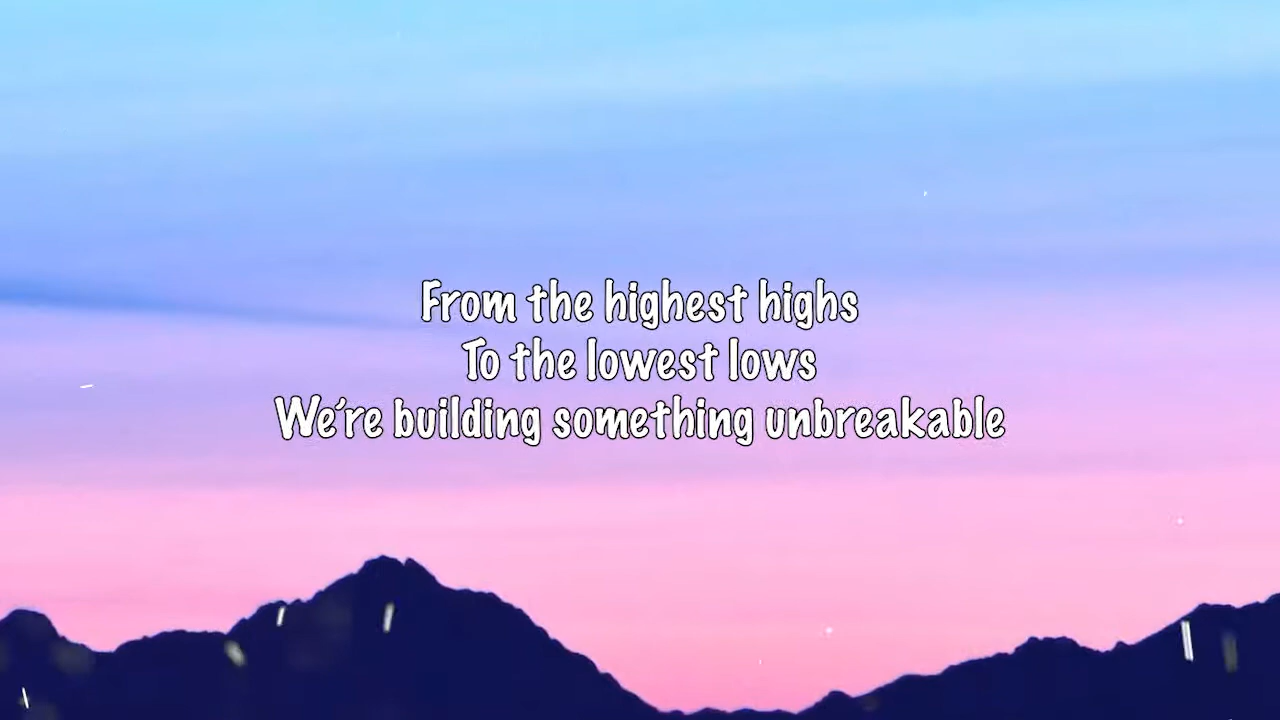 From the highest highs
To the lowest lows
We're building something unbreakable